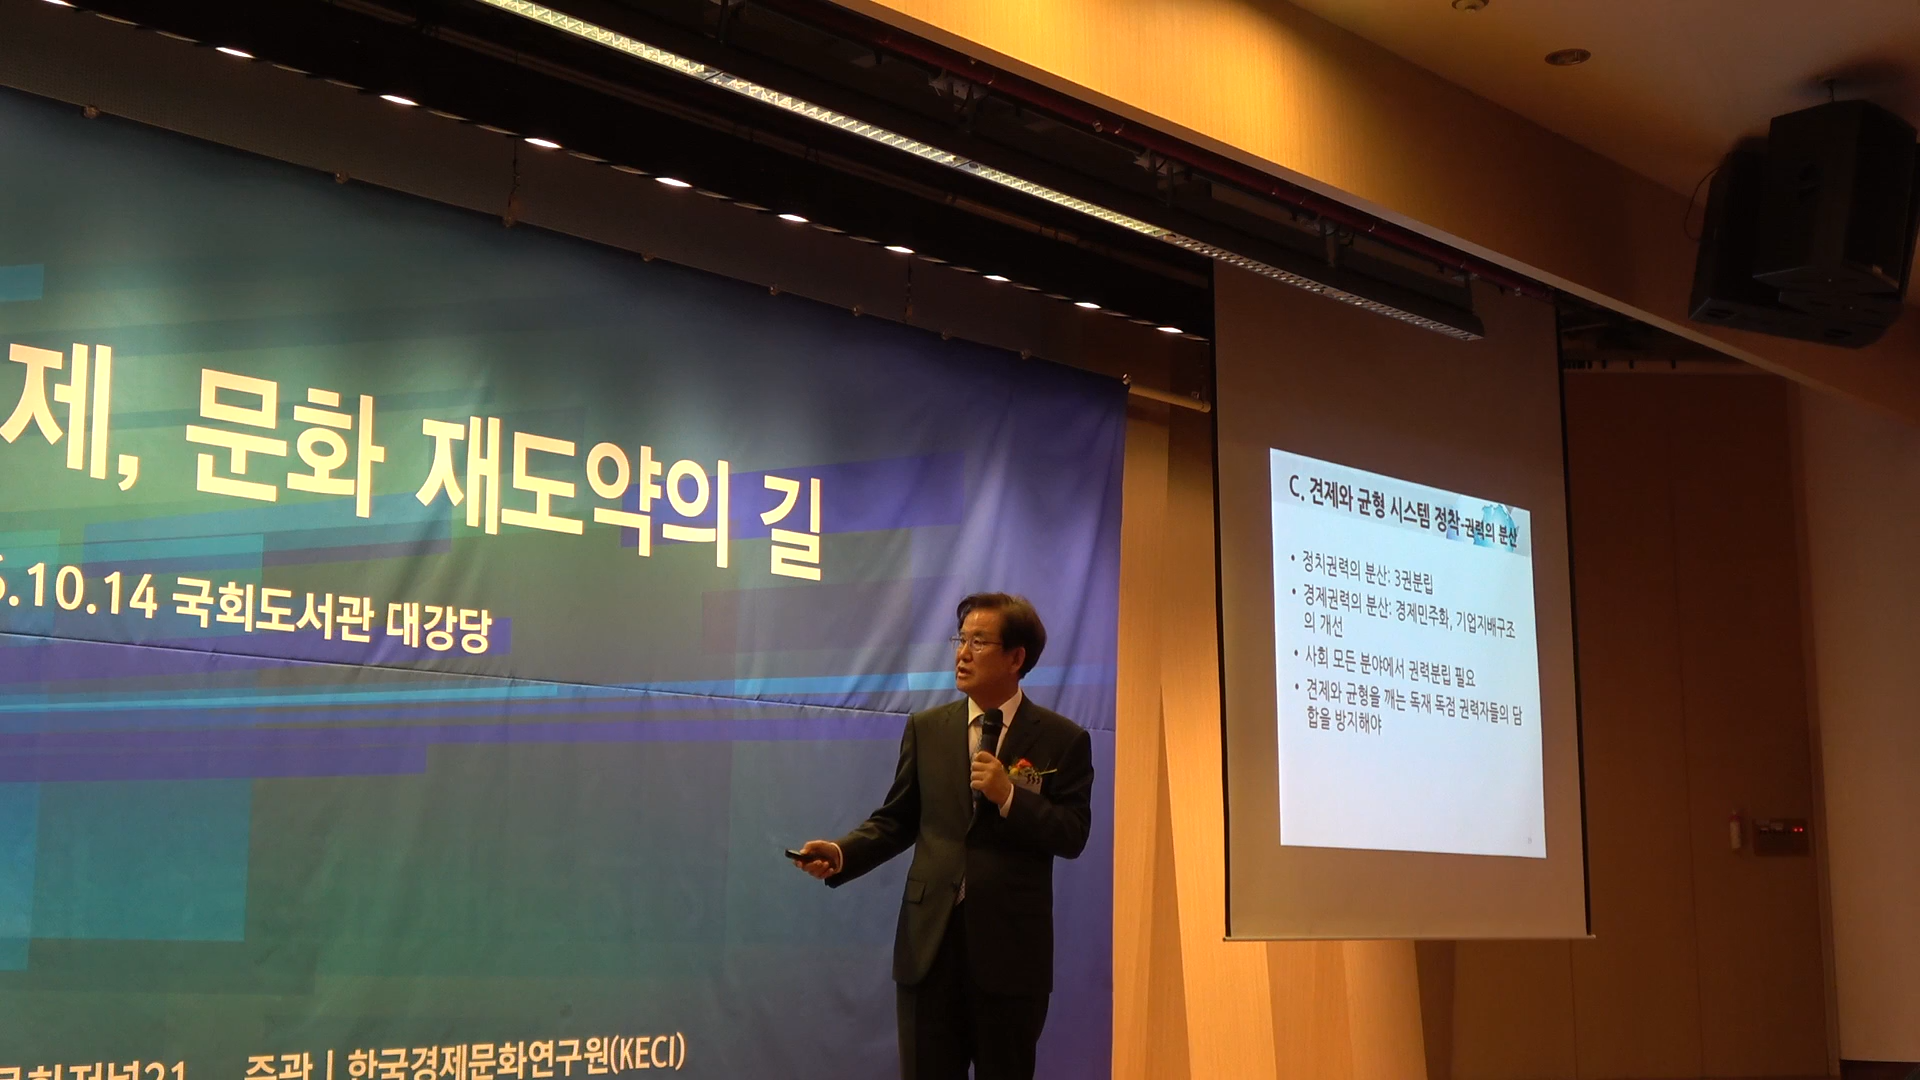 제, 문화 재도약의 길
.10.14 국회도서관 대강당
주관 | 한국경제문화연구원(KECI)
C. 견제와 균형 시스템 정착-권력의 분산
• 정치권력의 분산: 3권분립
• 경제권력의 분산: 경제민주화, 기업지배구조
의 개선
• 사회 모든 분야에서 권력분립 필요
• 견제와 균형을 깨는 독재 독점 권력자들의 담
합을 방지해야